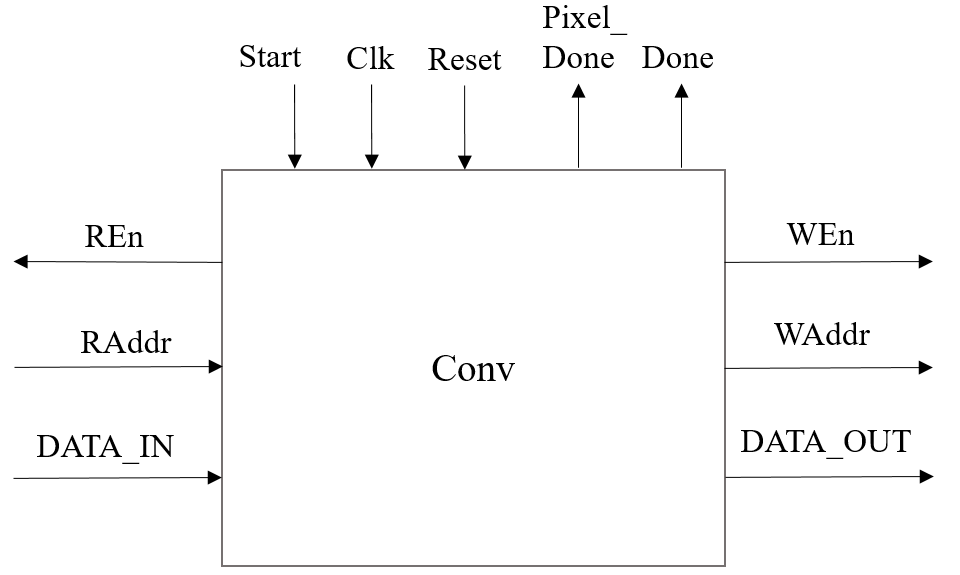 Start
Clk
Reset
Pixel_
Done
Done
REn
WEn
RAddr
WAddr
Conv
DATA_IN
DATA_OUT